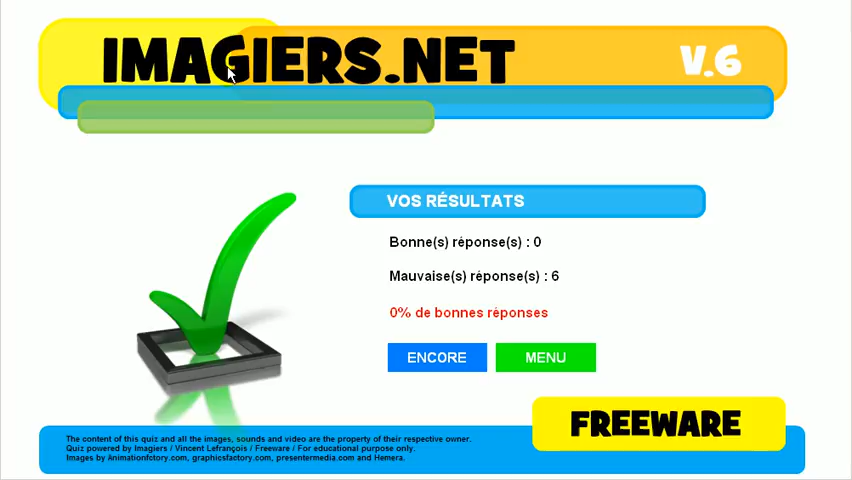 IMAGIERS.NET
V.6
VOS RÉSULTATS
Bonne(s) réponse(s) : 0
Mauvaise(s) réponse(s) : 6
0% de bonnes réponses
ENCORE
MENU
FREEWARE
The content of this quiz and all the images, sounds and video are the property of their respective owner.
Quiz powered by Imagiers / Vincent Lefrançois / Freeware / For educational purpose only.
Images by Animationfctory.com, graphicsfactory.com, presentermedia.com and Hemera.